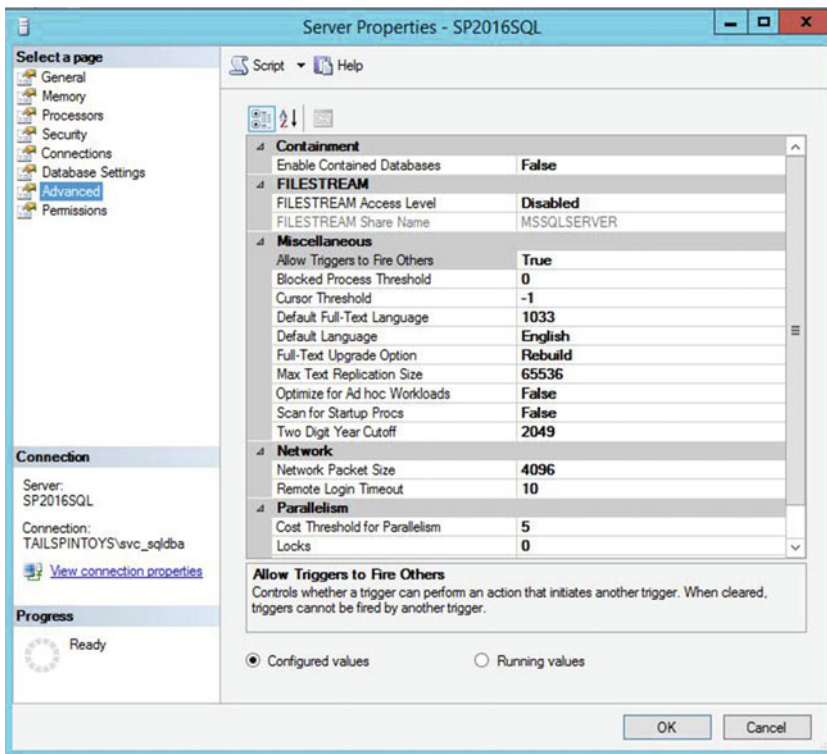 Server Properties - SP2016SQL
Select a page
General
Memory
Processors
Security
Connections
Database Settings
Advanced
Permissions
Script Help
Containment
Enable Contained Databases False
FILESTREAM
FILESTREAM Access Level Disabled
FILESTREAM Share Name MSSQLSERVER
Miscellaneous
Allow Triggers to Fire Others True
Blocked Process Threshold 0
Cursor Threshold -1
Default Full-Text Language 1033
Default Language English
Full-Text Upgrade Option Rebuild
Max Text Replication Size 65536
Optimize for Ad hoc Workloads False
Scan for Startup Procs False
Two Digit Year Cutoff 2049
Network
Network Packet Size 4096
Remote Login Timeout 10
Parallelism
Cost Threshold for Parallelism 5
Locks 0
Allow Triggers to Fire Others
Controls whether a trigger can perform an action that initiates another trigger. When cleared,
triggers cannot be fired by another trigger.
Configured values Running values
Connection
Server:
SP2016SQL
Connection:
TAILSPINTOYS\svc_sqldba
View connection properties
Progress
Ready
OK Cancel